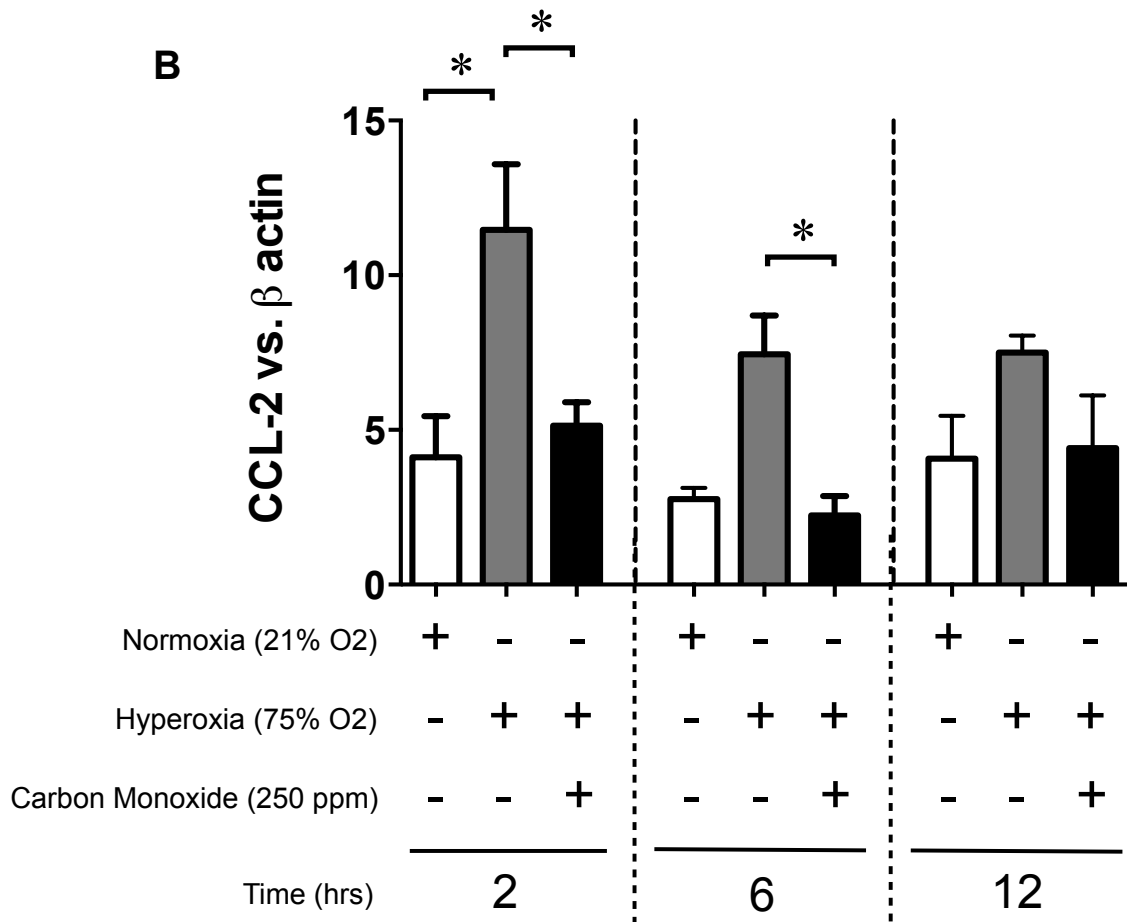 B
* *
15
*
10
5
0
CCL-2 vs. β actin
Normoxia (21% O2) + - - + - - + - -
Hyperoxia (75% O2) - + + - + + - + +
Carbon Monoxide (250 ppm) - - + - - + - - +
Time (hrs) 2 6 12